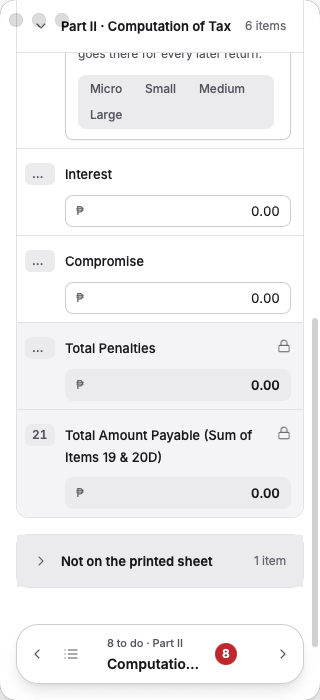 Part II · Computation of Tax 6 items
goes there for every later return.
Micro Small Medium
Large
... Interest
₱ 0.00
... Compromise
₱ 0.00
... Total Penalties
₱ 0.00
21 Total Amount Payable (Sum of
Items 19 & 20D)
₱ 0.00
Not on the printed sheet 1 item
8 to do · Part II
Computatio... 8